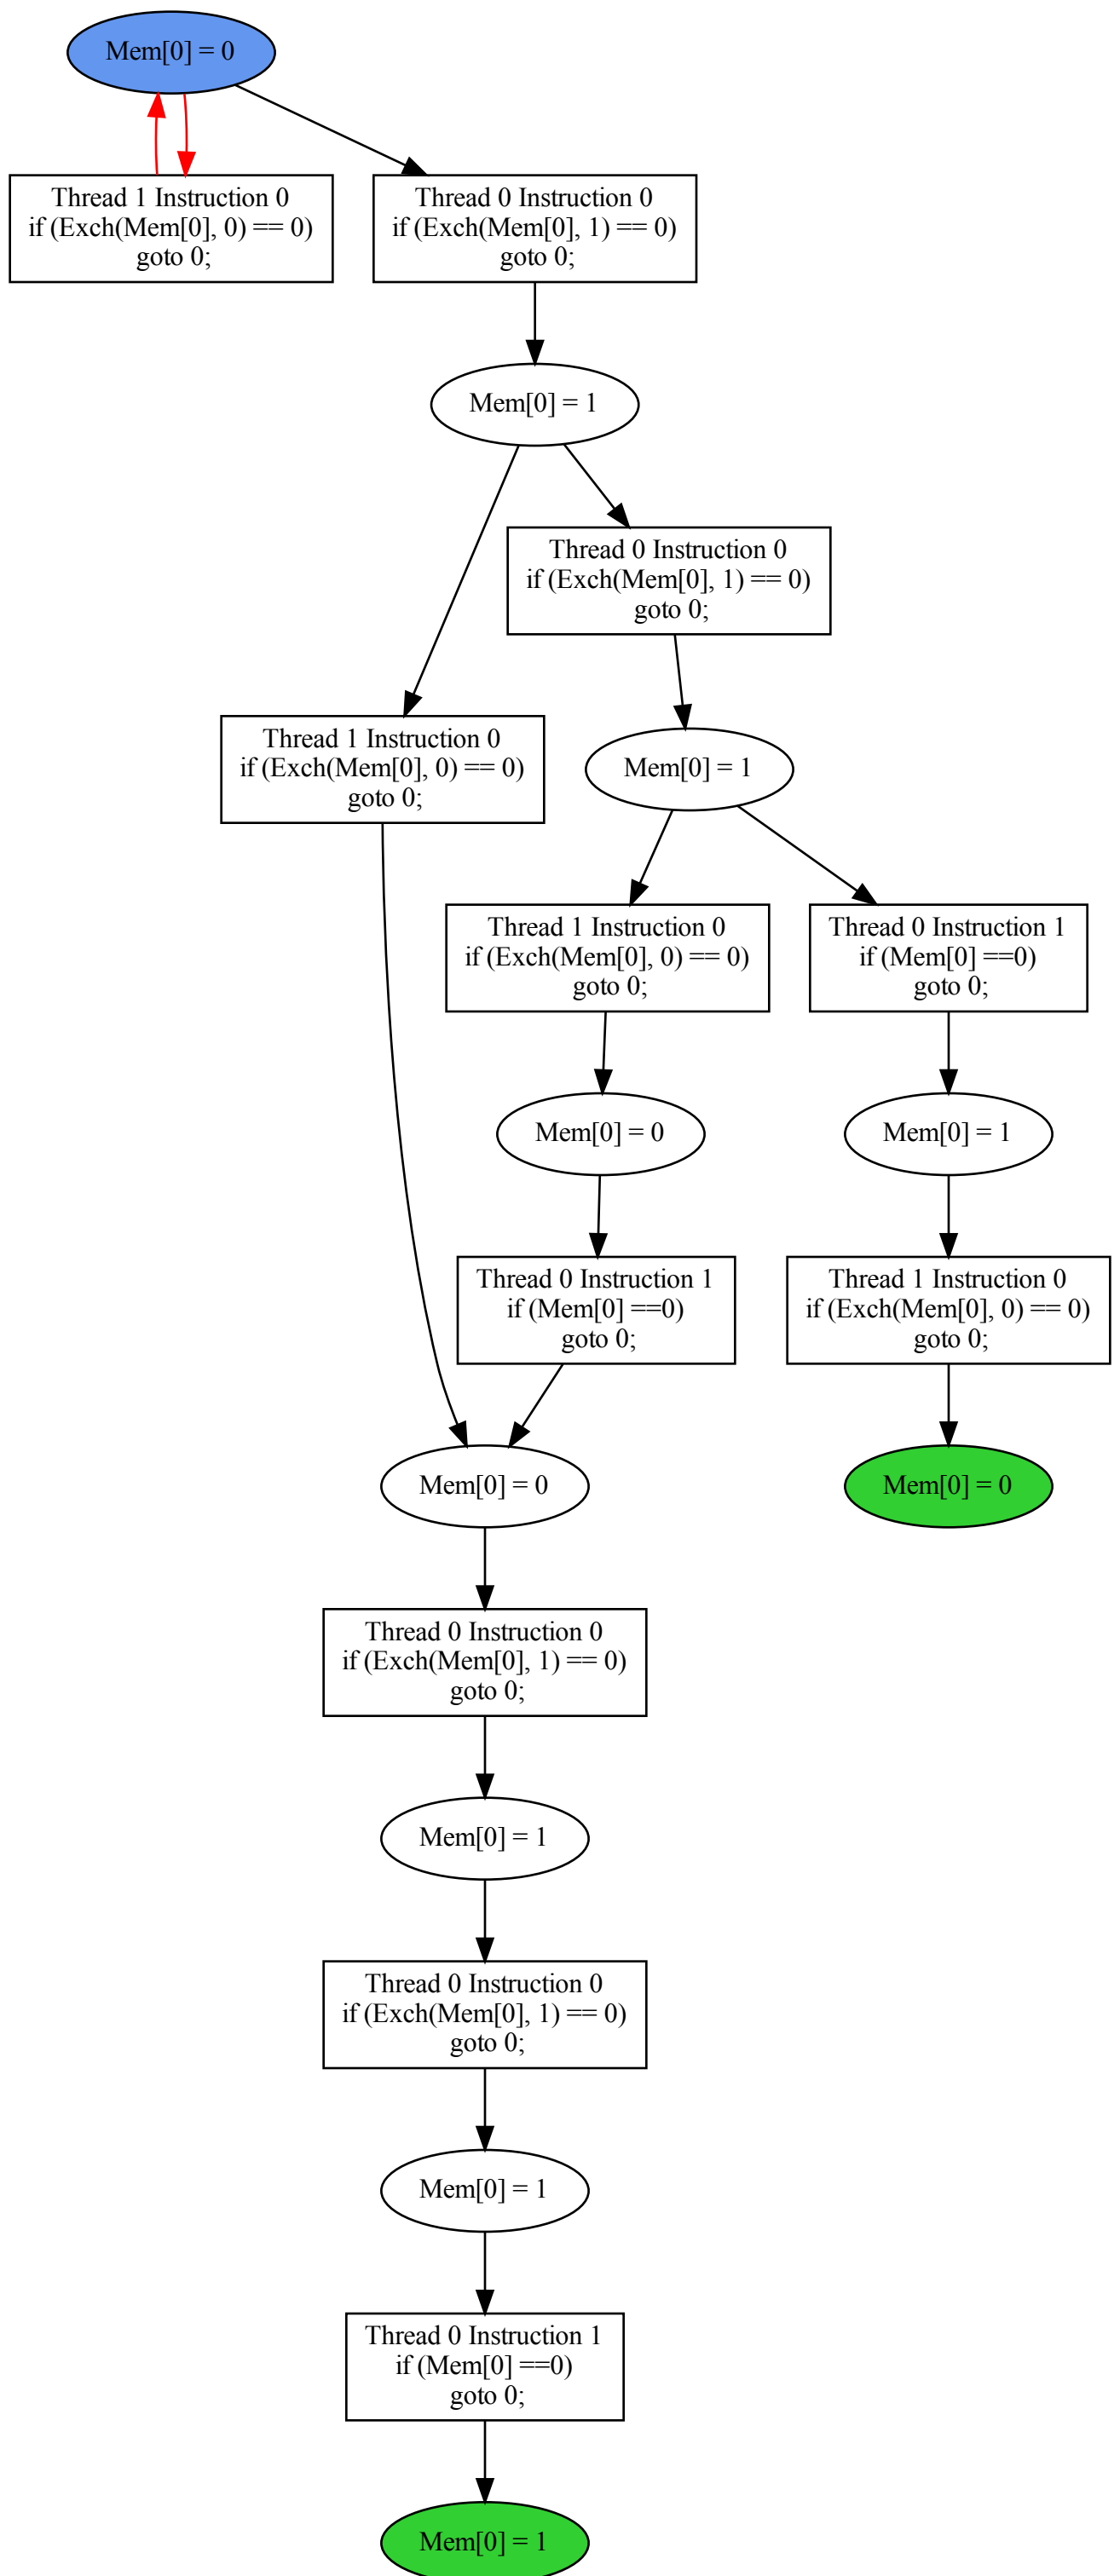 Mem[0] = 0
Thread 1 Instruction 0
if (Exch(Mem[0], 0) == 0)
goto 0;
Thread 0 Instruction 0
if (Exch(Mem[0], 1) == 0)
goto 0;
Mem[0] = 1
Thread 0 Instruction 0
if (Exch(Mem[0], 1) == 0)
goto 0;
Thread 1 Instruction 0
if (Exch(Mem[0], 0) == 0)
goto 0;
Mem[0] = 1
Thread 1 Instruction 0
if (Exch(Mem[0], 0) == 0)
goto 0;
Thread 0 Instruction 1
if (Mem[0] ==0)
goto 0;
Mem[0] = 0
Mem[0] = 1
Thread 0 Instruction 1
if (Mem[0] ==0)
goto 0;
Thread 1 Instruction 0
if (Exch(Mem[0], 0) == 0)
goto 0;
Mem[0] = 0
Mem[0] = 0
Thread 0 Instruction 0
if (Exch(Mem[0], 1) == 0)
goto 0;
Mem[0] = 1
Thread 0 Instruction 0
if (Exch(Mem[0], 1) == 0)
goto 0;
Mem[0] = 1
Thread 0 Instruction 1
if (Mem[0] ==0)
goto 0;
Mem[0] = 1